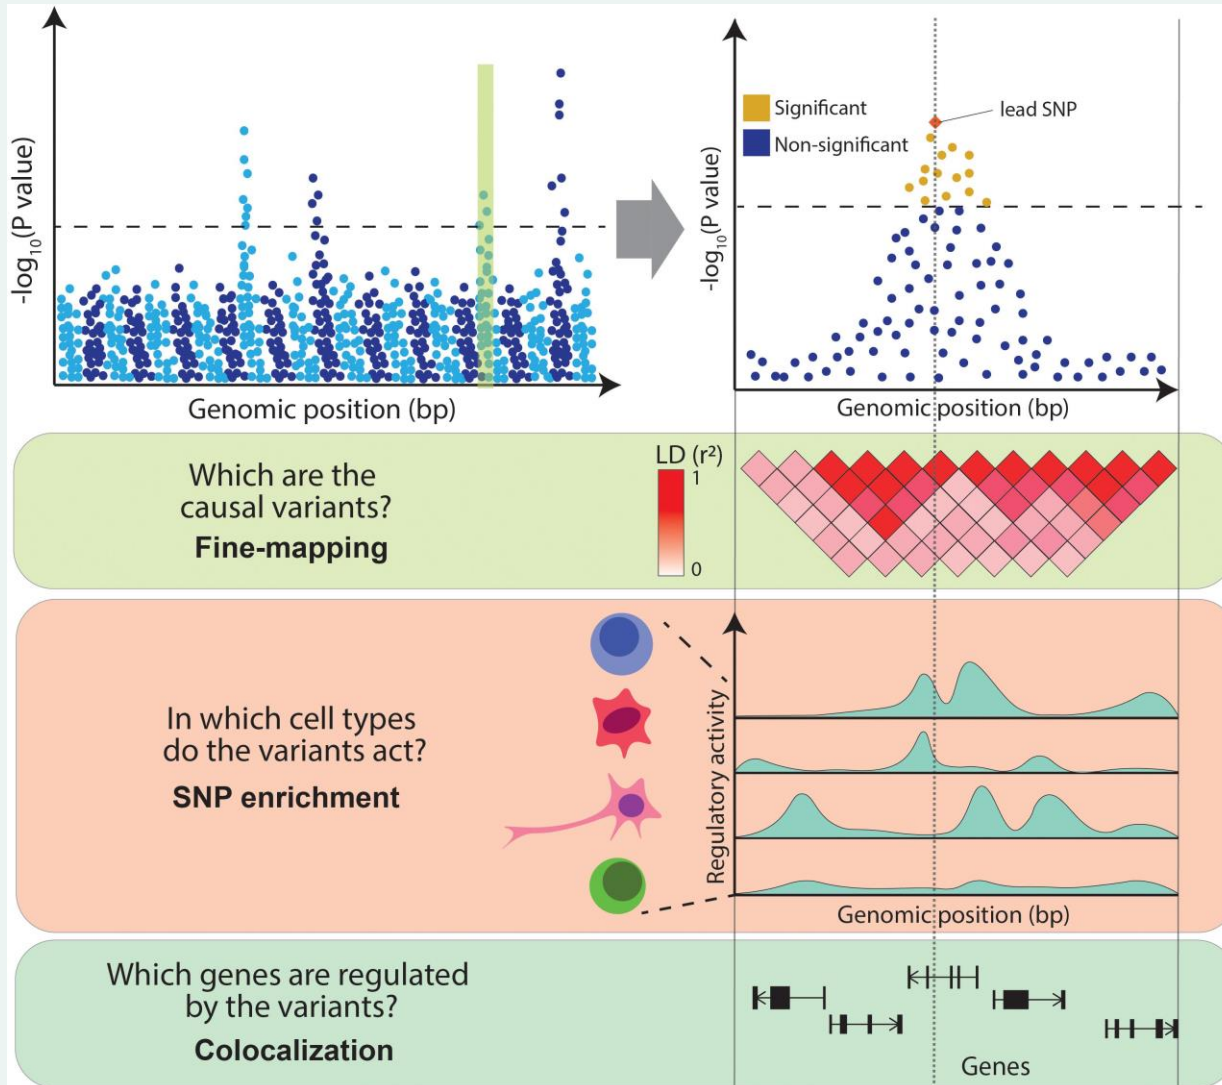 -log10(P value)
Genomic position (bp)
-log10(P value)
Significant
Non-significant
lead SNP
Genomic position (bp)
Which are the
causal variants?
Fine-mapping
LD (r²)
1
0
In which cell types
do the variants act?
SNP enrichment
Regulatory activity
Genomic position (bp)
Which genes are regulated
by the variants?
Colocalization
Genes